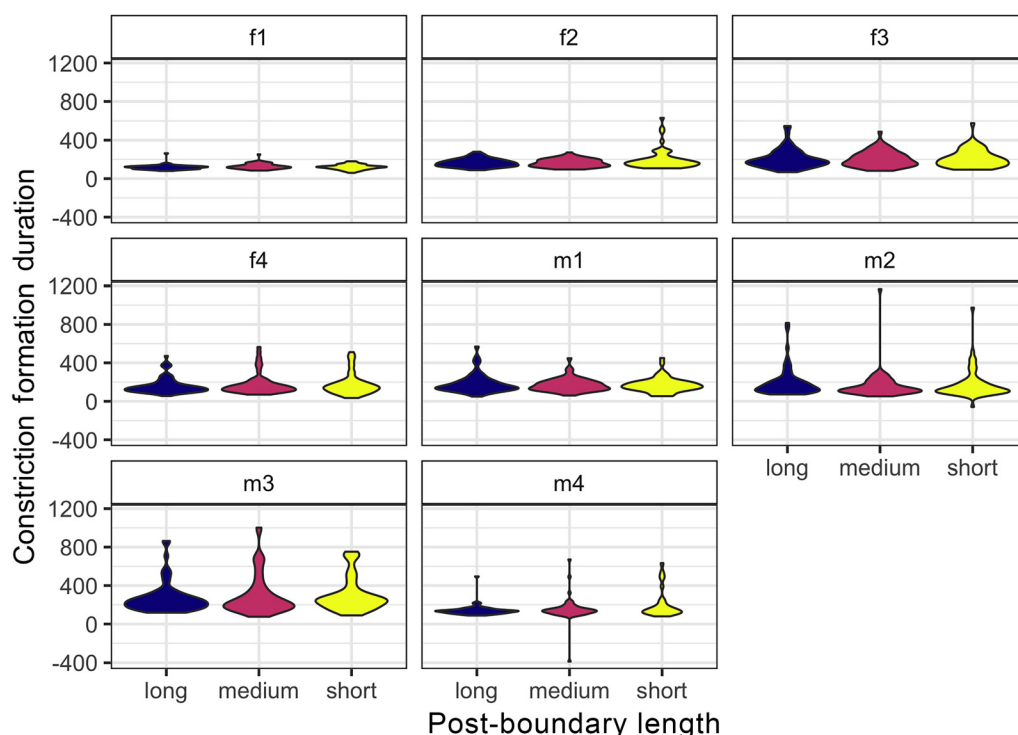 f1 f2 f3
1200
800
400
0
-400
f4 m1 m2
1200
800
400
0
-400
long medium short
m3 m4
1200
800
400
0
-400
long medium short long medium short
Constriction formation duration
Post-boundary length